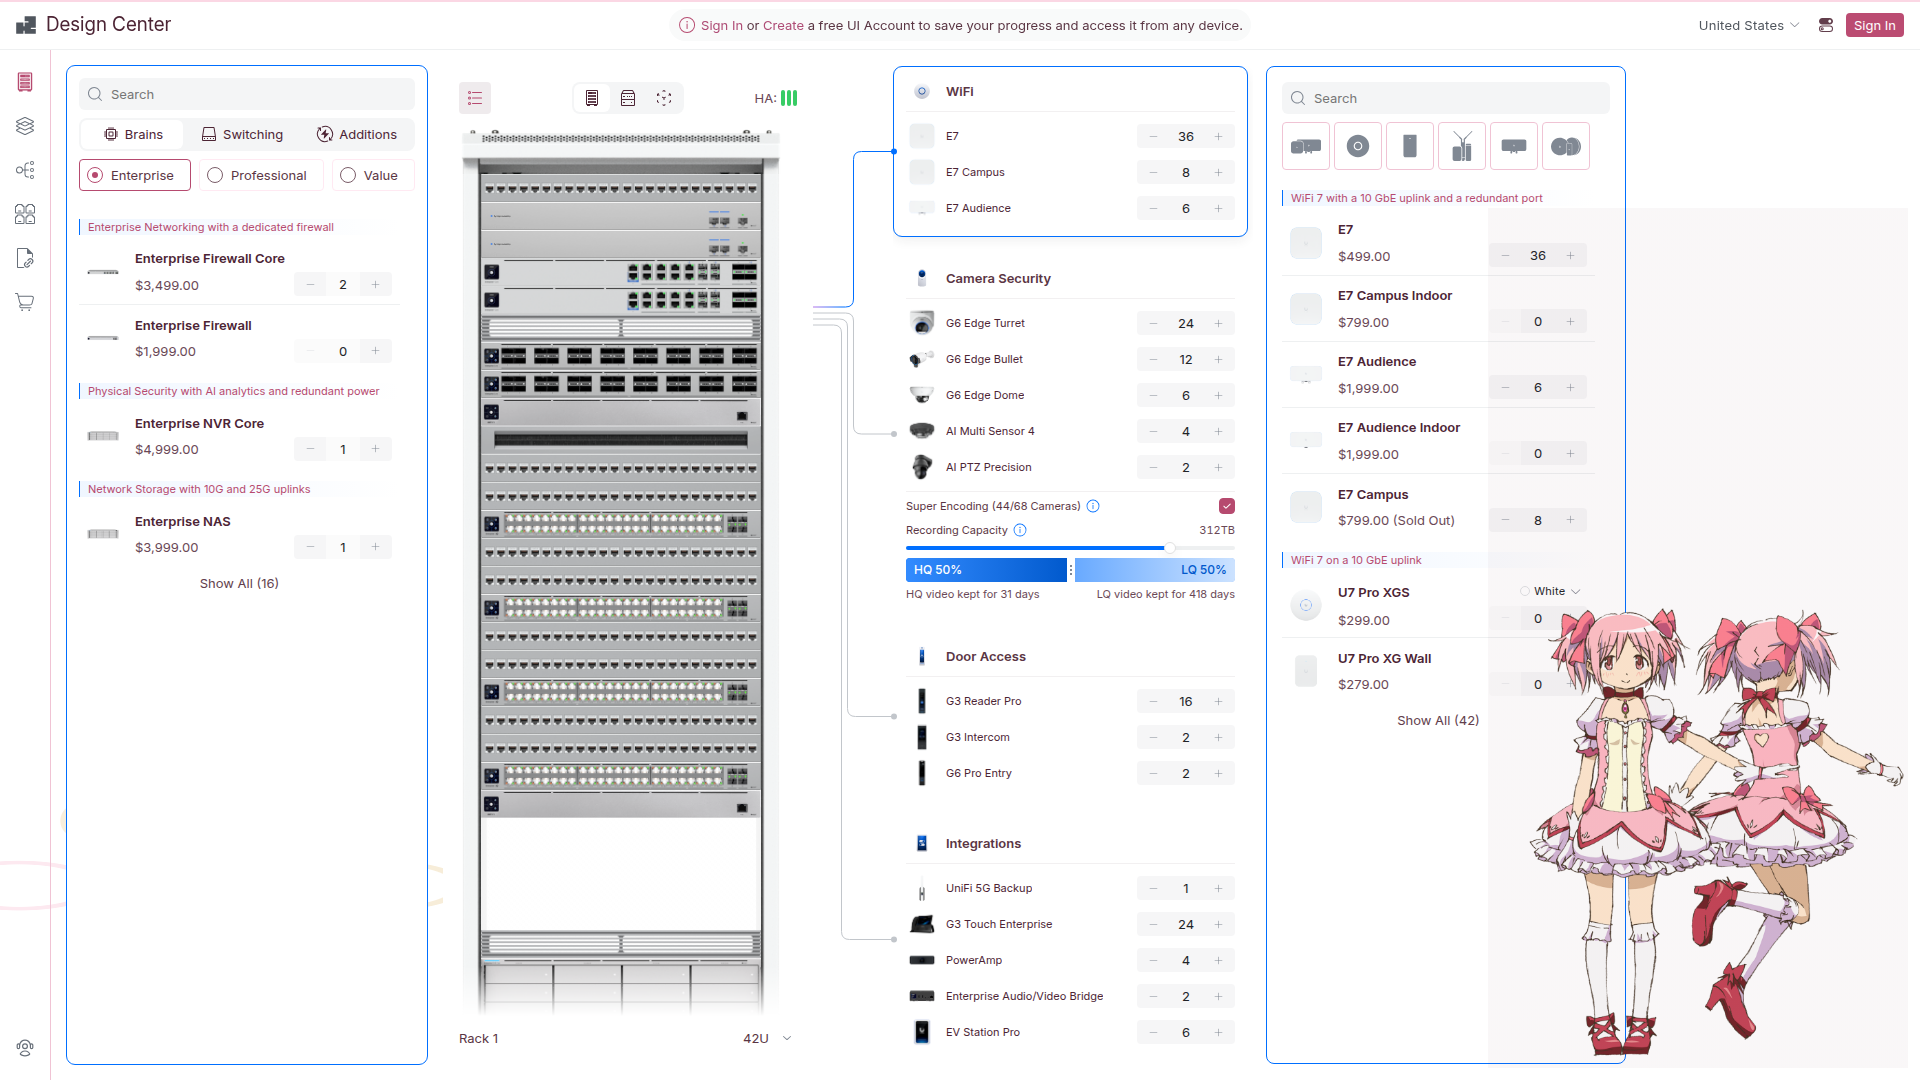 Design Center
Sign In or Create a free UI Account to save your progress and access it from any device.
United States
Sign In
Search
Brains
Switching
Additions
Enterprise
Professional
Value
Enterprise Networking with a dedicated firewall
Enterprise Firewall Core
$3,499.00
2
Enterprise Firewall
$1,999.00
0
Physical Security with AI analytics and redundant power
Enterprise NVR Core
$4,999.00
1
Network Storage with 10G and 25G uplinks
Enterprise NAS
$3,999.00
1
Show All (16)
HA:
Rack 1
42U
WiFi
E7
36
E7 Campus
8
E7 Audience
6
Camera Security
G6 Edge Turret
24
G6 Edge Bullet
12
G6 Edge Dome
6
AI Multi Sensor 4
4
AI PTZ Precision
2
Super Encoding (44/68 Cameras)
Recording Capacity
312TB
HQ 50%
LQ 50%
HQ video kept for 31 days
LQ video kept for 418 days
Door Access
G3 Reader Pro
16
G3 Intercom
2
G6 Pro Entry
2
Integrations
UniFi 5G Backup
1
G3 Touch Enterprise
24
PowerAmp
4
Enterprise Audio/Video Bridge
2
EV Station Pro
6
Search
WiFi 7 with a 10 GbE uplink and a redundant port
E7
$499.00
36
E7 Campus Indoor
$799.00
0
E7 Audience
$1,999.00
6
E7 Audience Indoor
$1,999.00
0
E7 Campus
$799.00 (Sold Out)
8
WiFi 7 on a 10 GbE uplink
U7 Pro XGS
White
$299.00
0
U7 Pro XG Wall
$279.00
0
Show All (42)